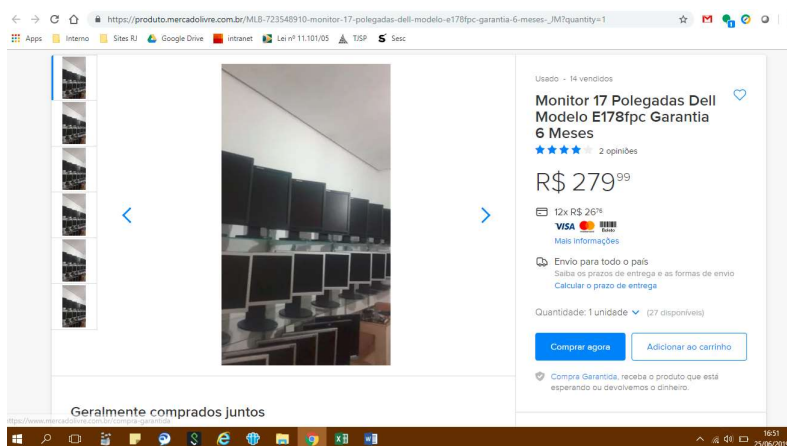 https://produto.mercadolivre.com.br/MLB-723548910-monitor-17-polegadas-dell-modelo-e178fpc-garantia-6-meses-_JM?quantity=1
Apps Interno Sites RJ Google Drive intranet Lei nº 11.101/05 TJSP Sesc
Usado - 14 vendidos
Monitor 17 Polegadas Dell
Modelo E178fpc Garantia
6 Meses
2 opiniões
R$ 279⁹⁹
12x R$ 26⁷⁶
VISA Boleto
Mais informações
Envio para todo o país
Saiba os prazos de entrega e as formas de envio
Calcular o prazo de entrega
Quantidade: 1 unidade (27 disponíveis)
Comprar agora Adicionar ao carrinho
Compra Garantida, receba o produto que está
esperando ou devolvemos o dinheiro.
Geralmente comprados juntos
https://www.mercadolivre.com.br/compra-garantida
16:51
25/06/2019